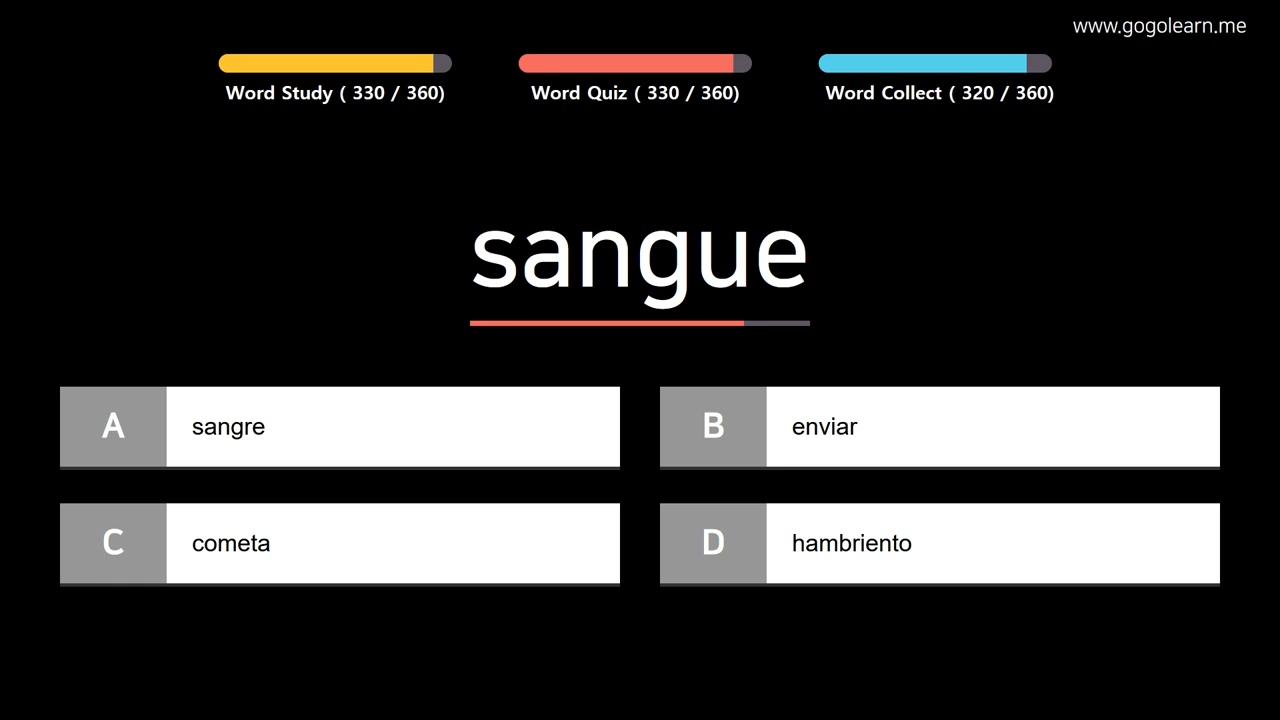 www.gogolearn.me
Word Study ( 330 / 360)
Word Quiz ( 330 / 360)
Word Collect ( 320 / 360)
sangue
A sangre
B enviar
C cometa
D hambriento